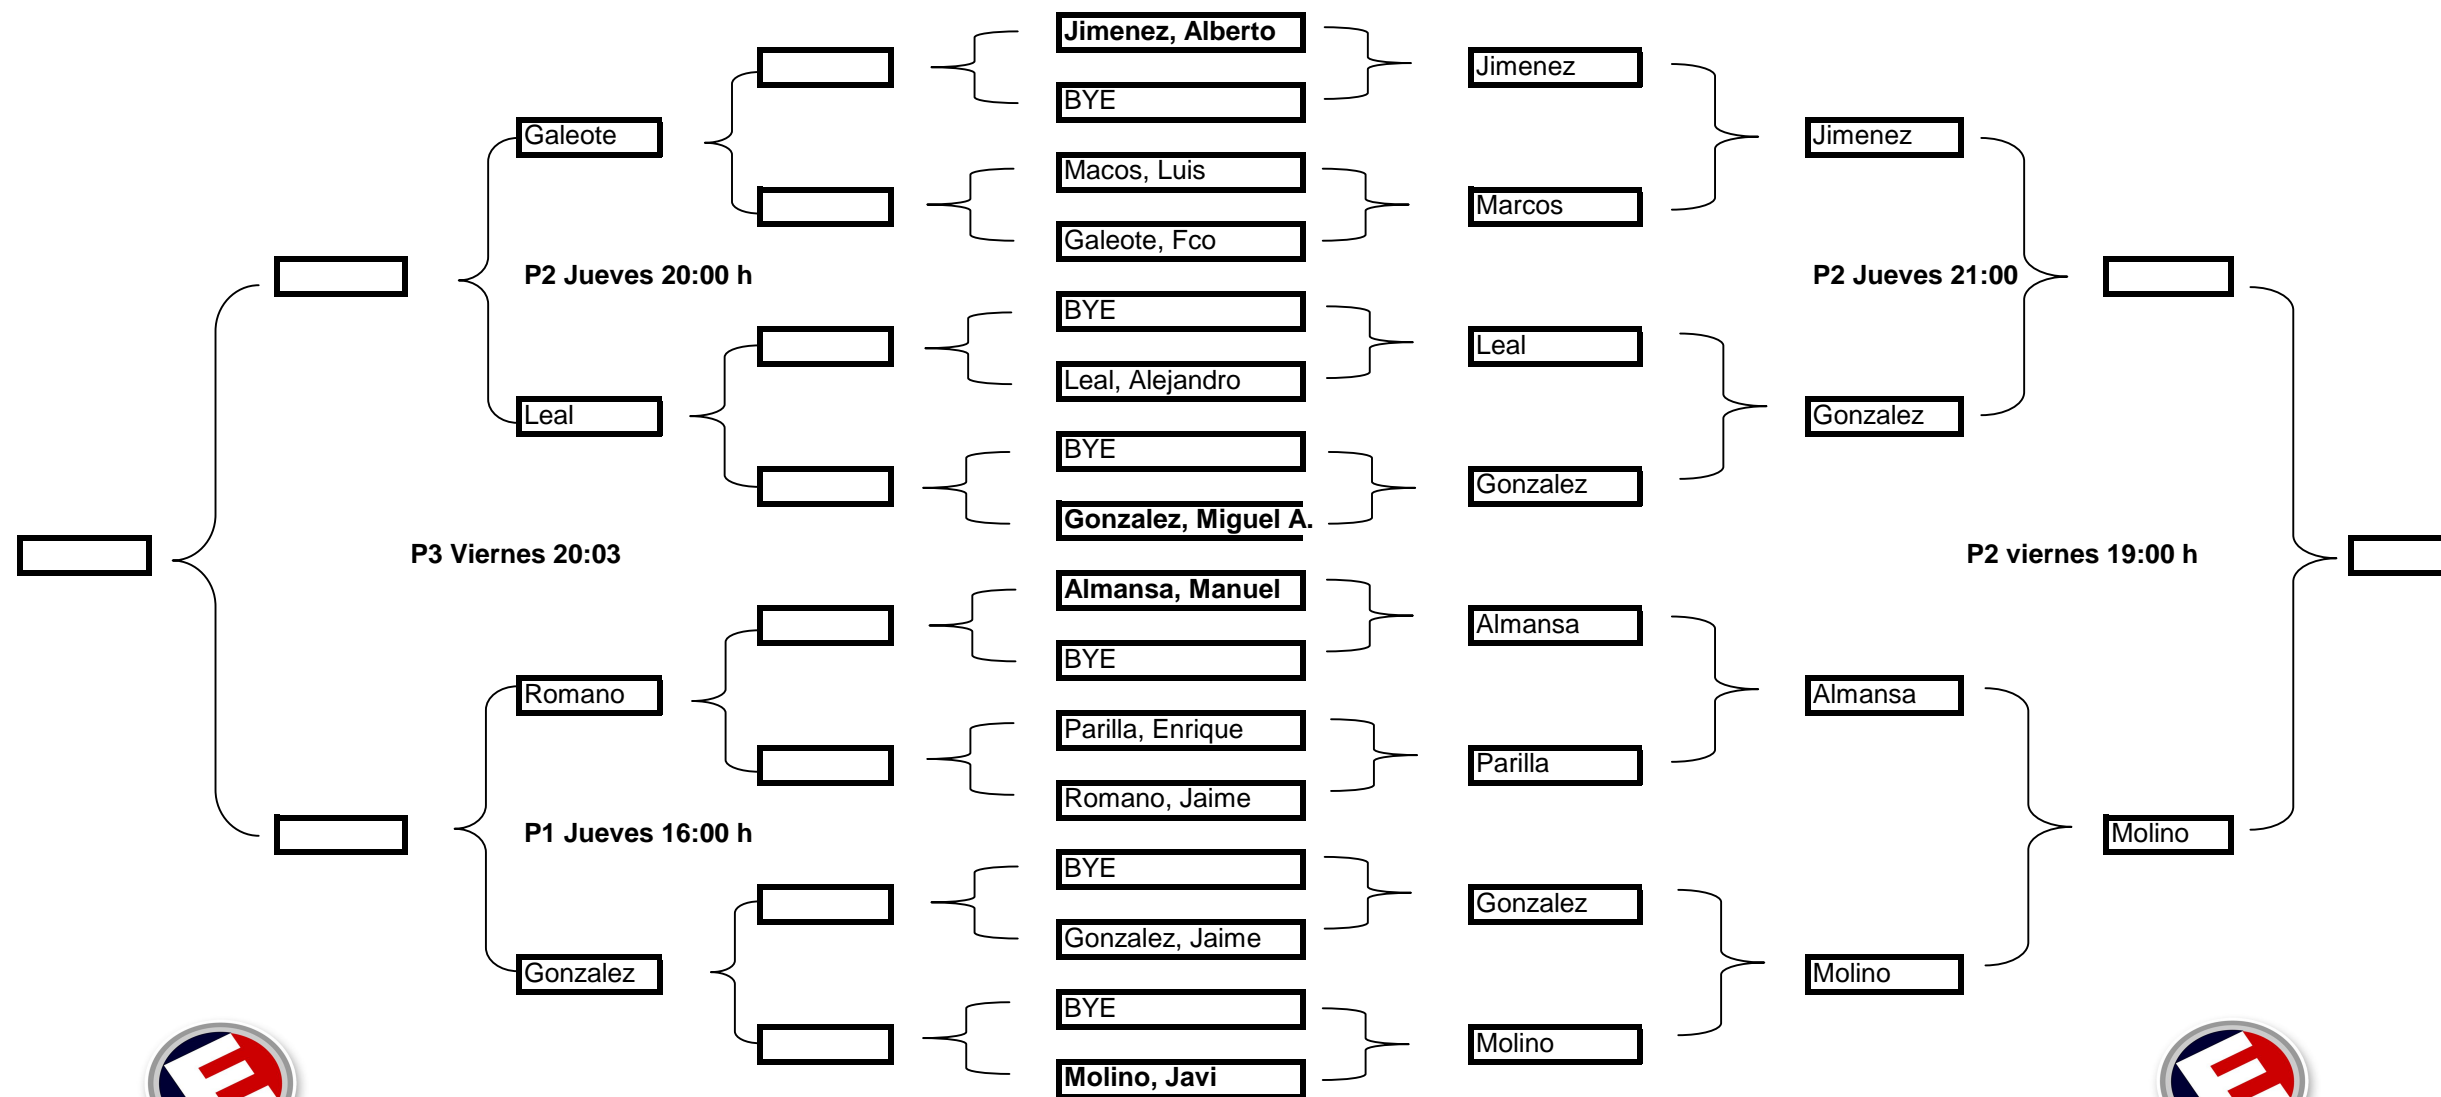 Jimenez, Alberto
Jimenez
BYE
Galeote
Jimenez
Macos, Luis
Marcos
Galeote, Fco
P2 Jueves 20:00 h
P2 Jueves 21:00
BYE
Leal
Leal, Alejandro
Leal
Gonzalez
BYE
Gonzalez
Gonzalez, Miguel A.
P3 Viernes 20:03
P2 viernes 19:00 h
Almansa, Manuel
Almansa
BYE
Romano
Almansa
Parilla, Enrique
Parilla
Romano, Jaime
P1 Jueves 16:00 h
Molino
BYE
Gonzalez
Gonzalez, Jaime
Gonzalez
Molino
BYE
Molino
Molino, Javi